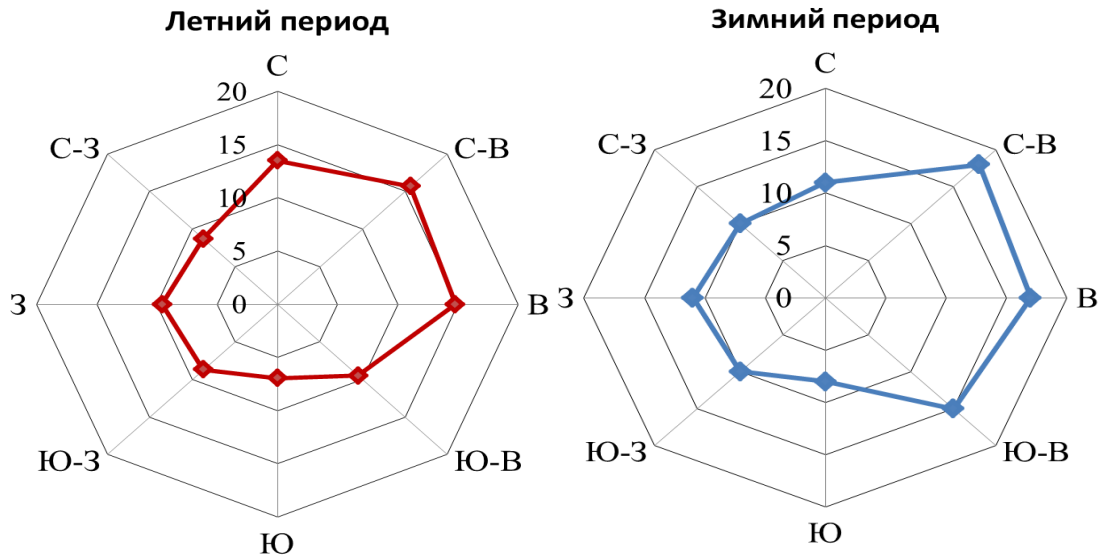 Летний период
С
20
С-З
15
С-В
10
5
З
0
В
Ю-З
Ю-В
Ю
Зимний период
С
20
С-З
15
С-В
10
5
З
0
В
Ю-З
Ю-В
Ю